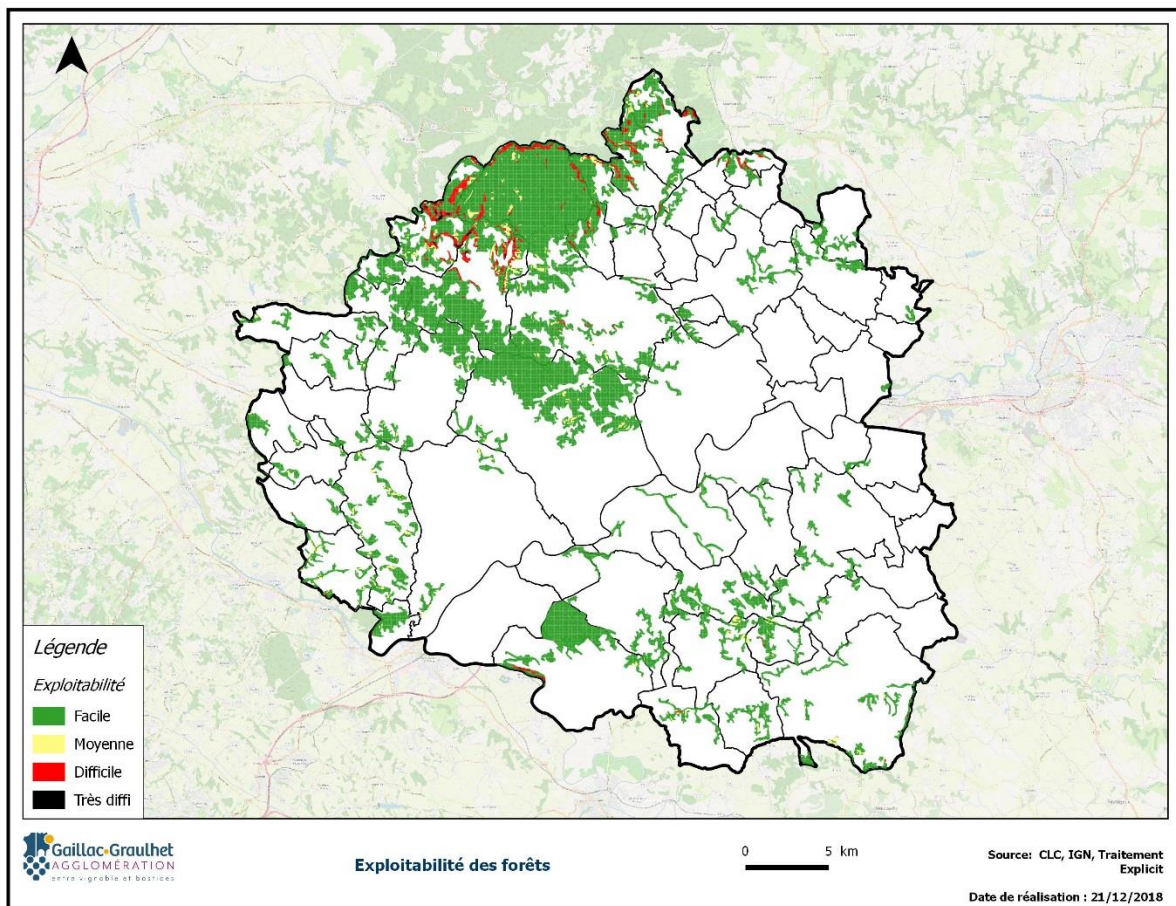 Légende
Exploitabilité
Facile
Moyenne
Difficile
Très diffi
Gaillac•Graulhet
AGGLOMÉRATION
entre vignoble et bastides
Exploitabilité des forêts
0 5 km
Source: CLC, IGN, Traitement
Explicit
Date de réalisation : 21/12/2018